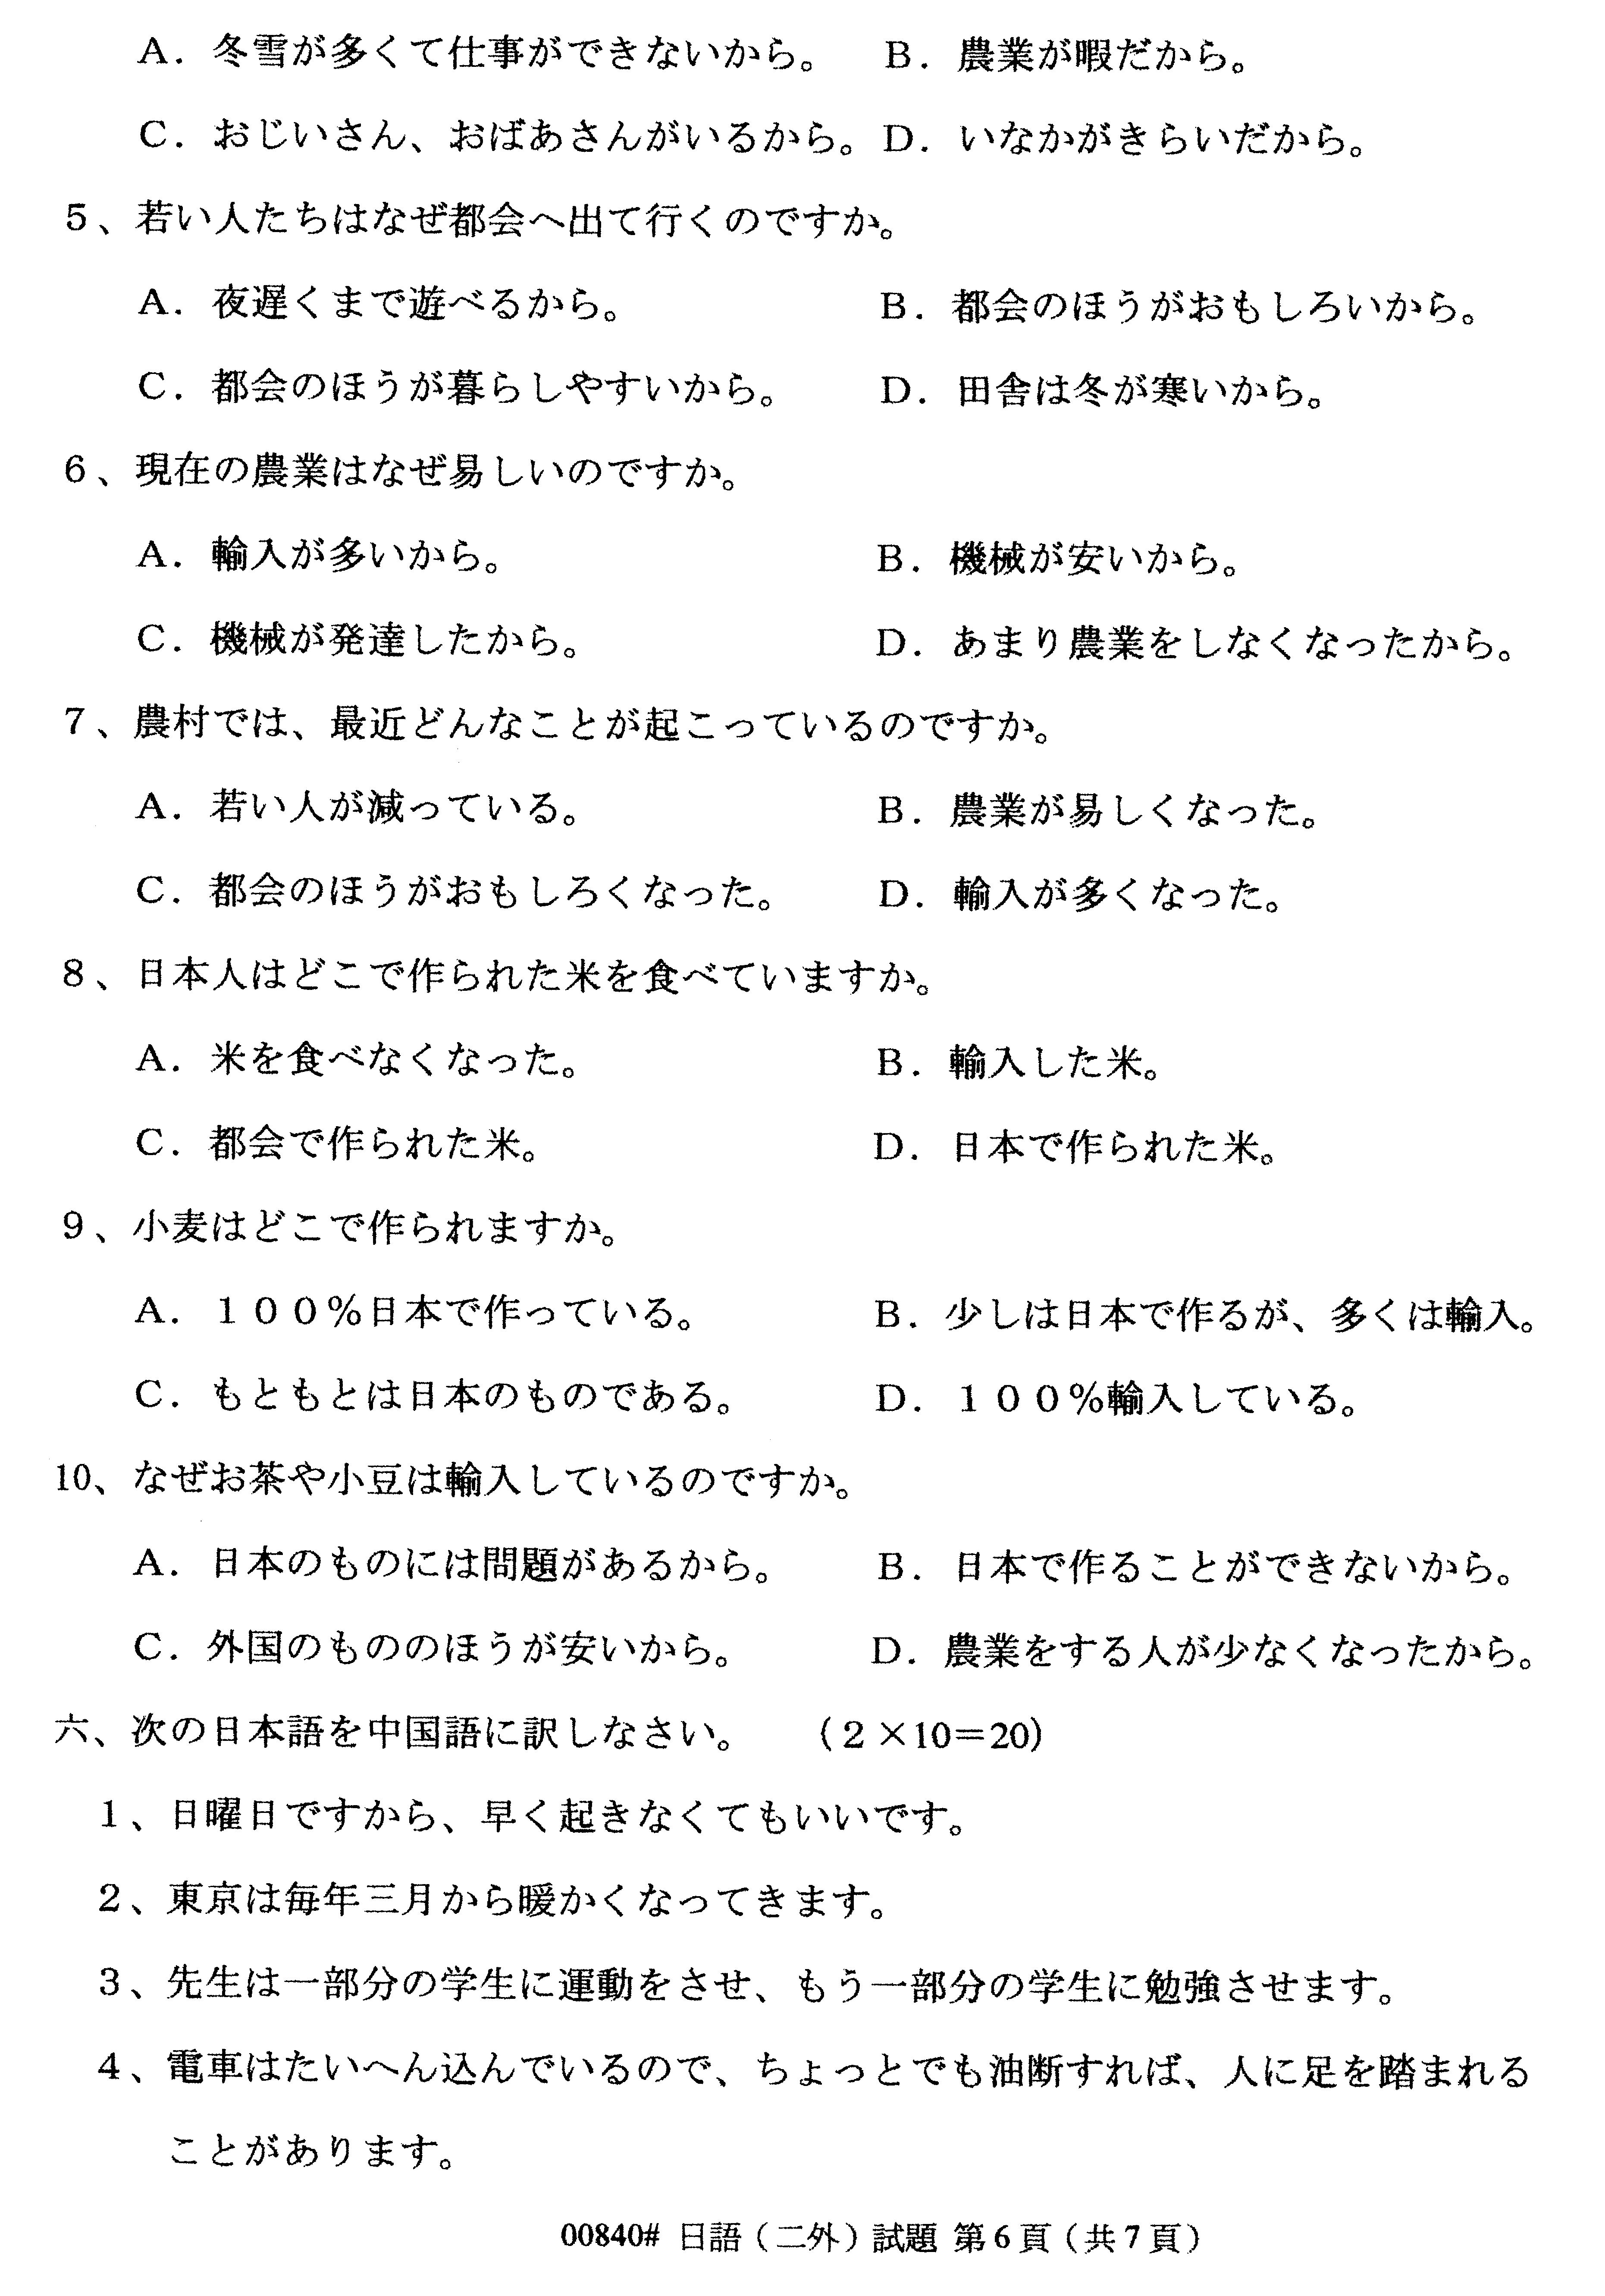 A. 冬雪が多くて仕事ができないから。 B. 農業が暇だから。
C. おじいさん、おばあさんがいるから。 D. いなかがきらいだから。
5、若い人たちはなぜ都会へ出て行くのですか。
A. 夜遅くまで遊べるから。 B. 都会のほうがおもしろいから。
C. 都会のほうが暮らしやすいから。 D. 田舎は冬が寒いから。
6、現在の農業はなぜ易しいのですか。
A. 輸入が多いから。 B. 機械が安いから。
C. 機械が発達したから。 D. あまり農業をしなくなったから。
7、農村では、最近どんなことが起こっているのですか。
A. 若い人が減っている。 B. 農業が易しくなった。
C. 都会のほうがおもしろくなった。 D. 輸入が多くなった。
8、日本人はどこで作られた米を食べていますか。
A. 米を食べなくなった。 B. 輸入した米。
C. 都会で作られた米。 D. 日本で作られた米。
9、小麦はどこで作られますか。
A. 100%日本で作っている。 B. 少しは日本で作るが、多くは輸入。
C. もともとは日本のものである。 D. 100%輸入している。
10、なぜお茶や小豆は輸入しているのですか。
A. 日本のものには問題があるから。 B. 日本で作ることができないから。
C. 外国のもののほうが安いから。 D. 農業をする人が少なくなったから。
六、次の日本語を中国語に訳しなさい。 (2×10=20)
1、日曜日ですから、早く起きなくてもいいです。
2、東京は毎年三月から暖かくなってきます。
3、先生は一部分の学生に運動をさせ、もう一部分の学生に勉強させます。
4、電車はたいへん込んでいるので、ちょっとでも油断すれば、人に足を踏まれる
ことがあります。
00840# 日語(二外)試題 第6頁(共7頁)